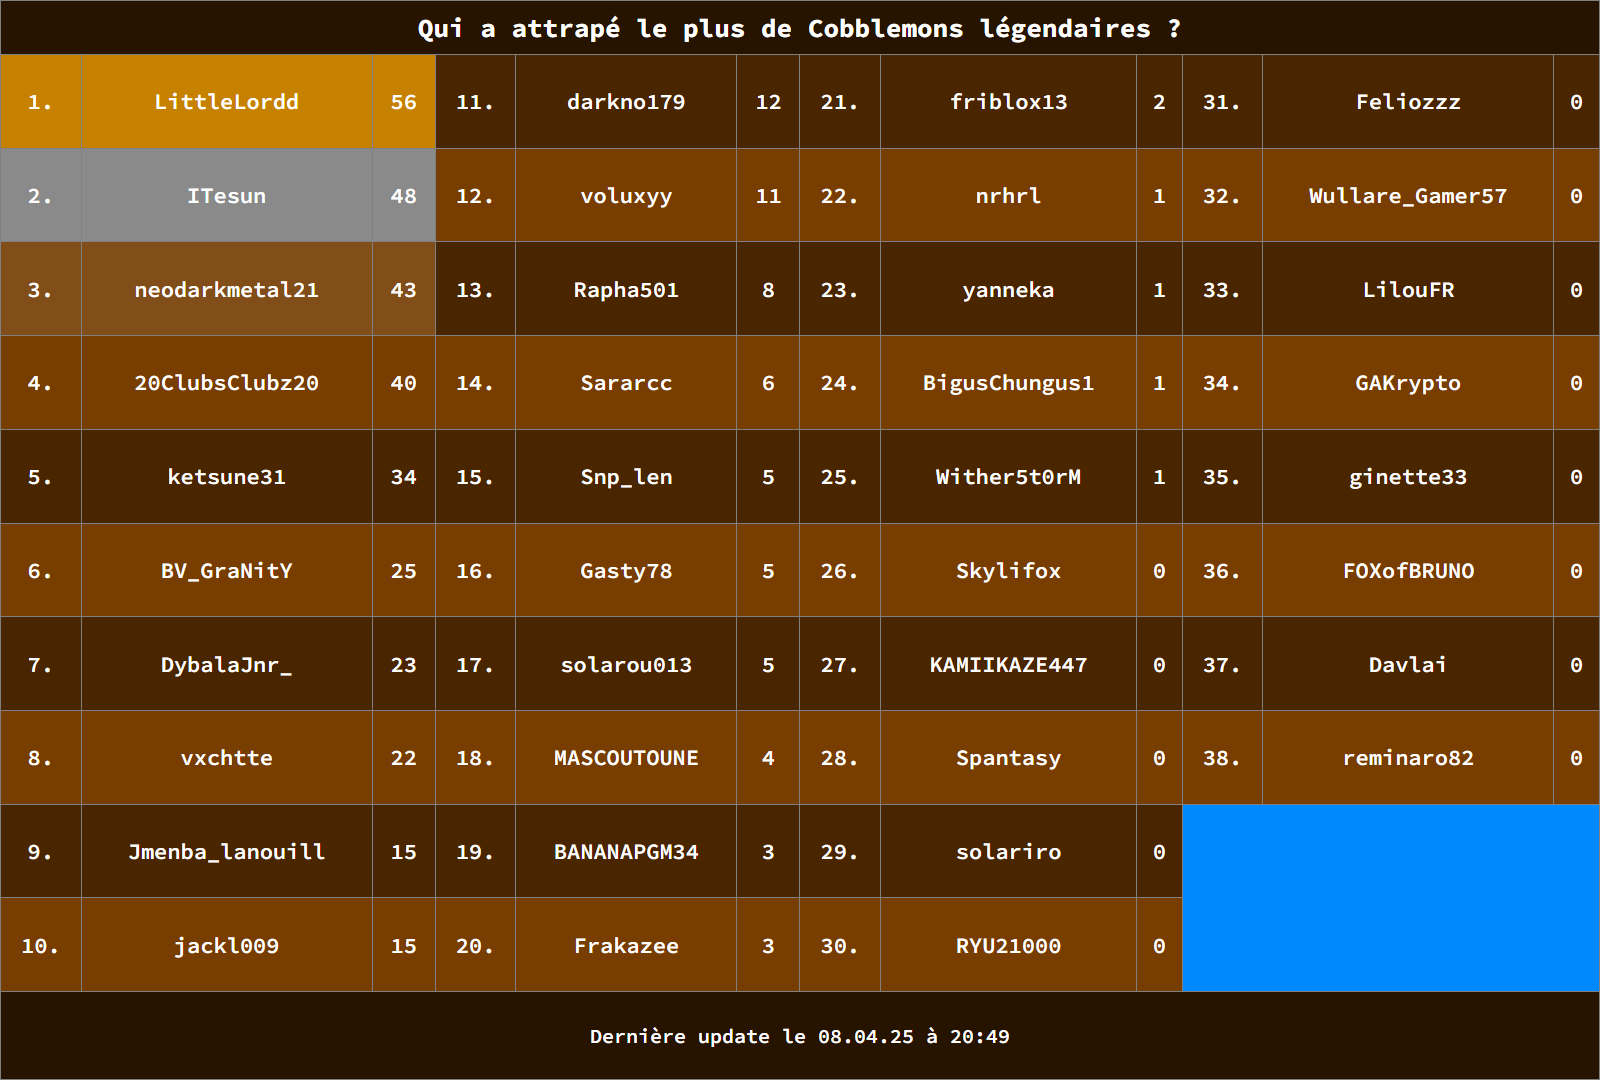 Qui a attrapé le plus de Cobblemons légendaires ?
1. LittleLordd 56 11. darkno179 12 21. friblox13 2 31. Feliozzz 0
2. ITesun 48 12. voluxyy 11 22. nrhrl 1 32. Wullare_Gamer57 0
3. neodarkmetal21 43 13. Rapha501 8 23. yanneka 1 33. LilouFR 0
4. 20ClubsClubz20 40 14. Sararcc 6 24. BigusChungus1 1 34. GAKrypto 0
5. ketsune31 34 15. Snp_len 5 25. Wither5t0rM 1 35. ginette33 0
6. BV_GraNitY 25 16. Gasty78 5 26. Skylifox 0 36. FOXofBRUNO 0
7. DybalaJnr_ 23 17. solarou013 5 27. KAMIIKAZE447 0 37. Davlai 0
8. vxchtte 22 18. MASCOUTOUNE 4 28. Spantasy 0 38. reminaro82 0
9. Jmenba_lanouill 15 19. BANANAPGM34 3 29. solariro 0
10. jackl009 15 20. Frakazee 3 30. RYU21000 0
Dernière update le 08.04.25 à 20:49